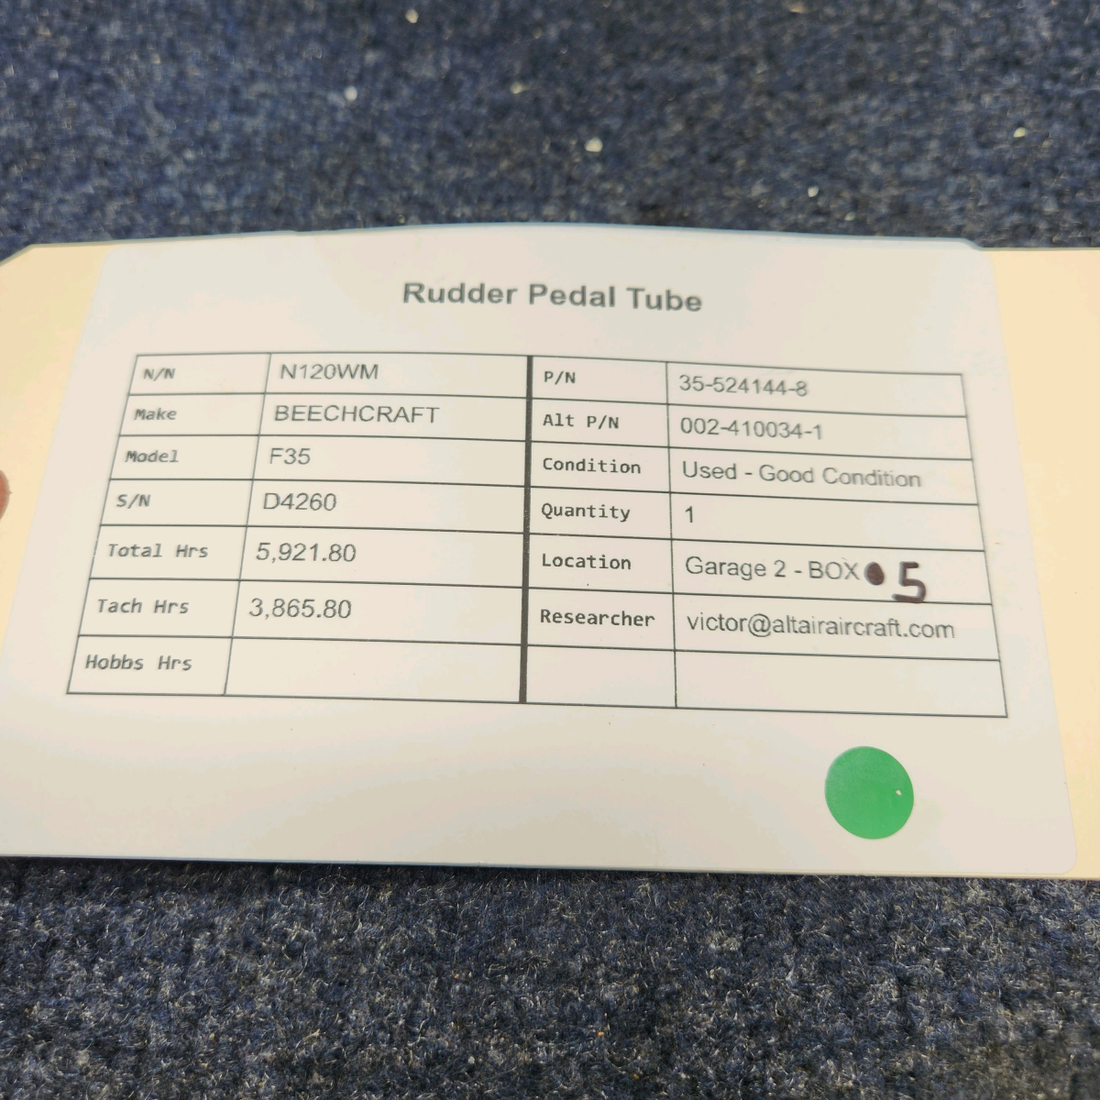 Rudder Pedal Tube
N/N N120WM P/N 35-524144-8
Make BEECHCRAFT Alt P/N 002-410034-1
Model F35 Condition Used - Good Condition
S/N D4260 Quantity 1
Total Hrs 5,921.80 Location Garage 2 - BOX 5
Tach Hrs 3,865.80 Researcher victor@altairaircraft.com
Hobbs Hrs